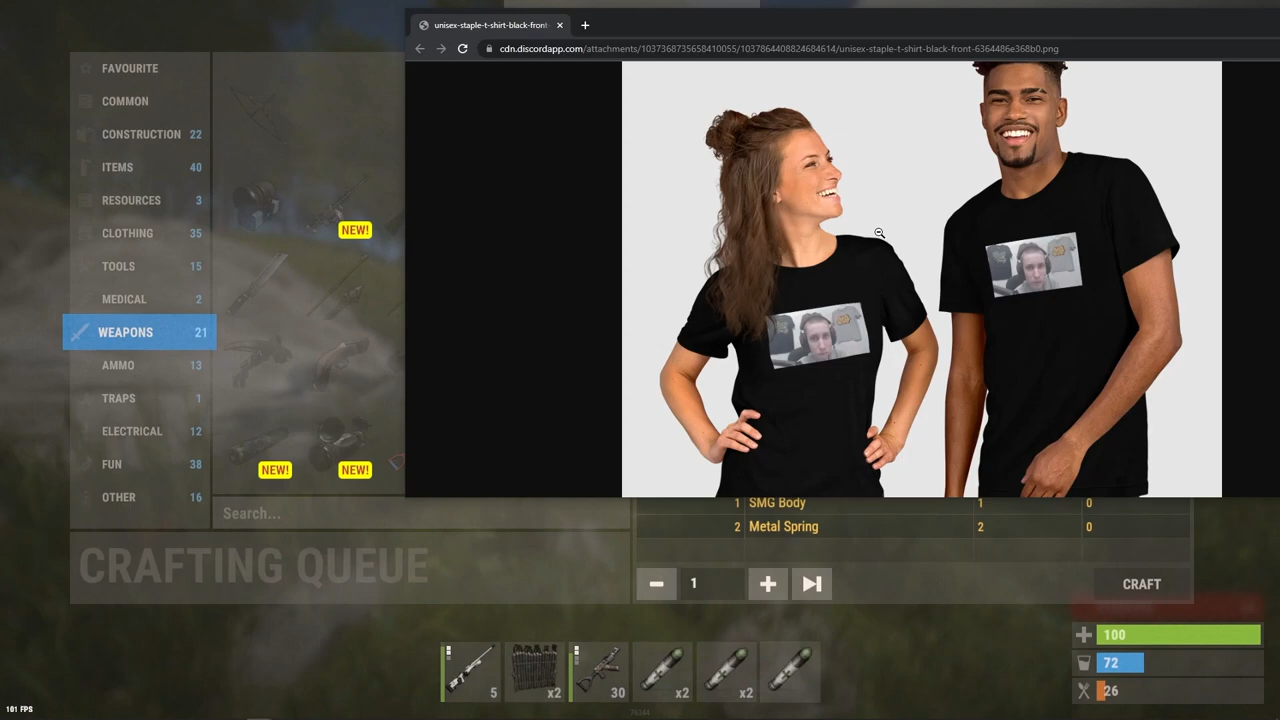 unisex-staple-t-shirt-black-front-
cdn.discordapp.com/attachments/1037368735658410055/1037864408824684614/unisex-staple-t-shirt-black-front-6364486e368b0.png
FAVOURITE
COMMON
CONSTRUCTION 22
ITEMS 40
RESOURCES 3
CLOTHING 35
TOOLS 15
MEDICAL 2
WEAPONS 21
AMMO 13
TRAPS 1
ELECTRICAL 12
FUN 38
OTHER 16
NEW!
NEW!
NEW!
Search...
1 SMG Body 1 0
2 Metal Spring 2 0
CRAFTING QUEUE
1
CRAFT
5
x2
30
x2
x2
100
72
26
101 FPS